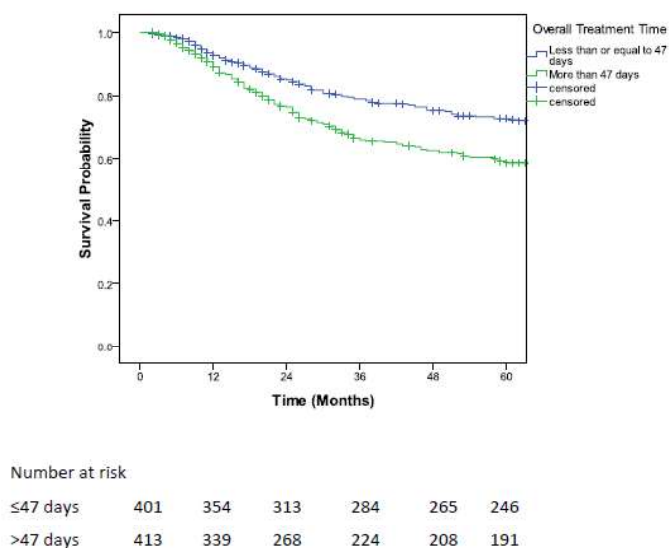 Overall Treatment Time
Less than or equal to 47
days
More than 47 days
censored
censored
Survival Probability
1.0
0.8
0.6
0.4
0.2
0.0
0 12 24 36 48 60
Time (Months)
Number at risk
≤47 days 401 354 313 284 265 246
>47 days 413 339 268 224 208 191